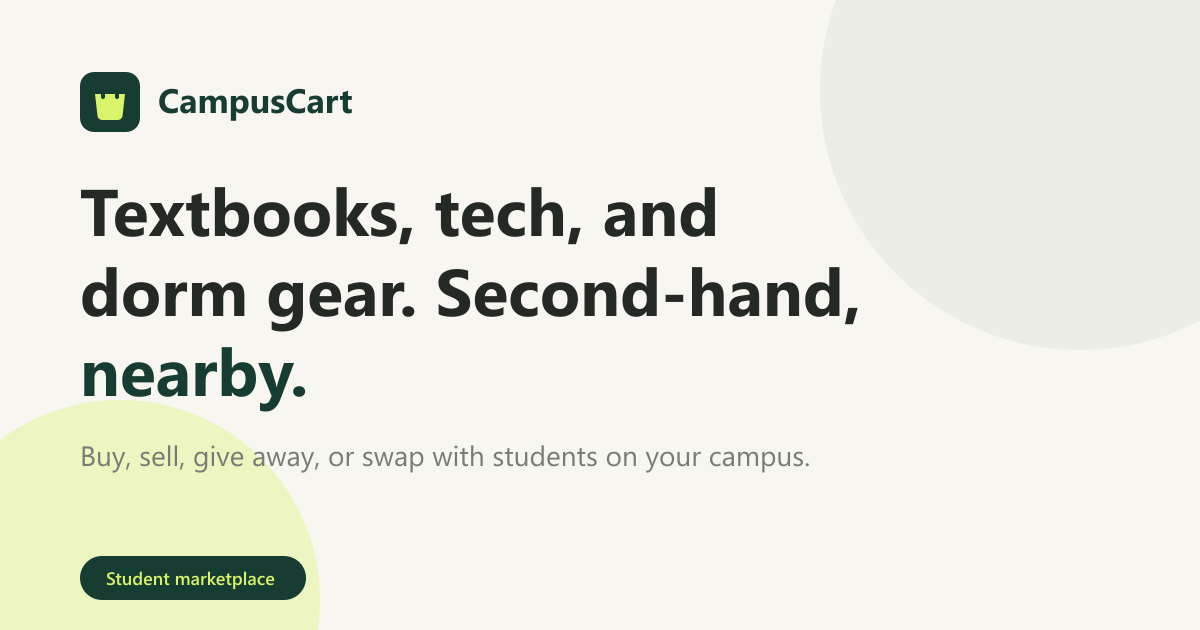 CampusCart
Textbooks, tech, and
dorm gear. Second-hand,
nearby.
Buy, sell, give away, or swap with students on your campus.
Student marketplace